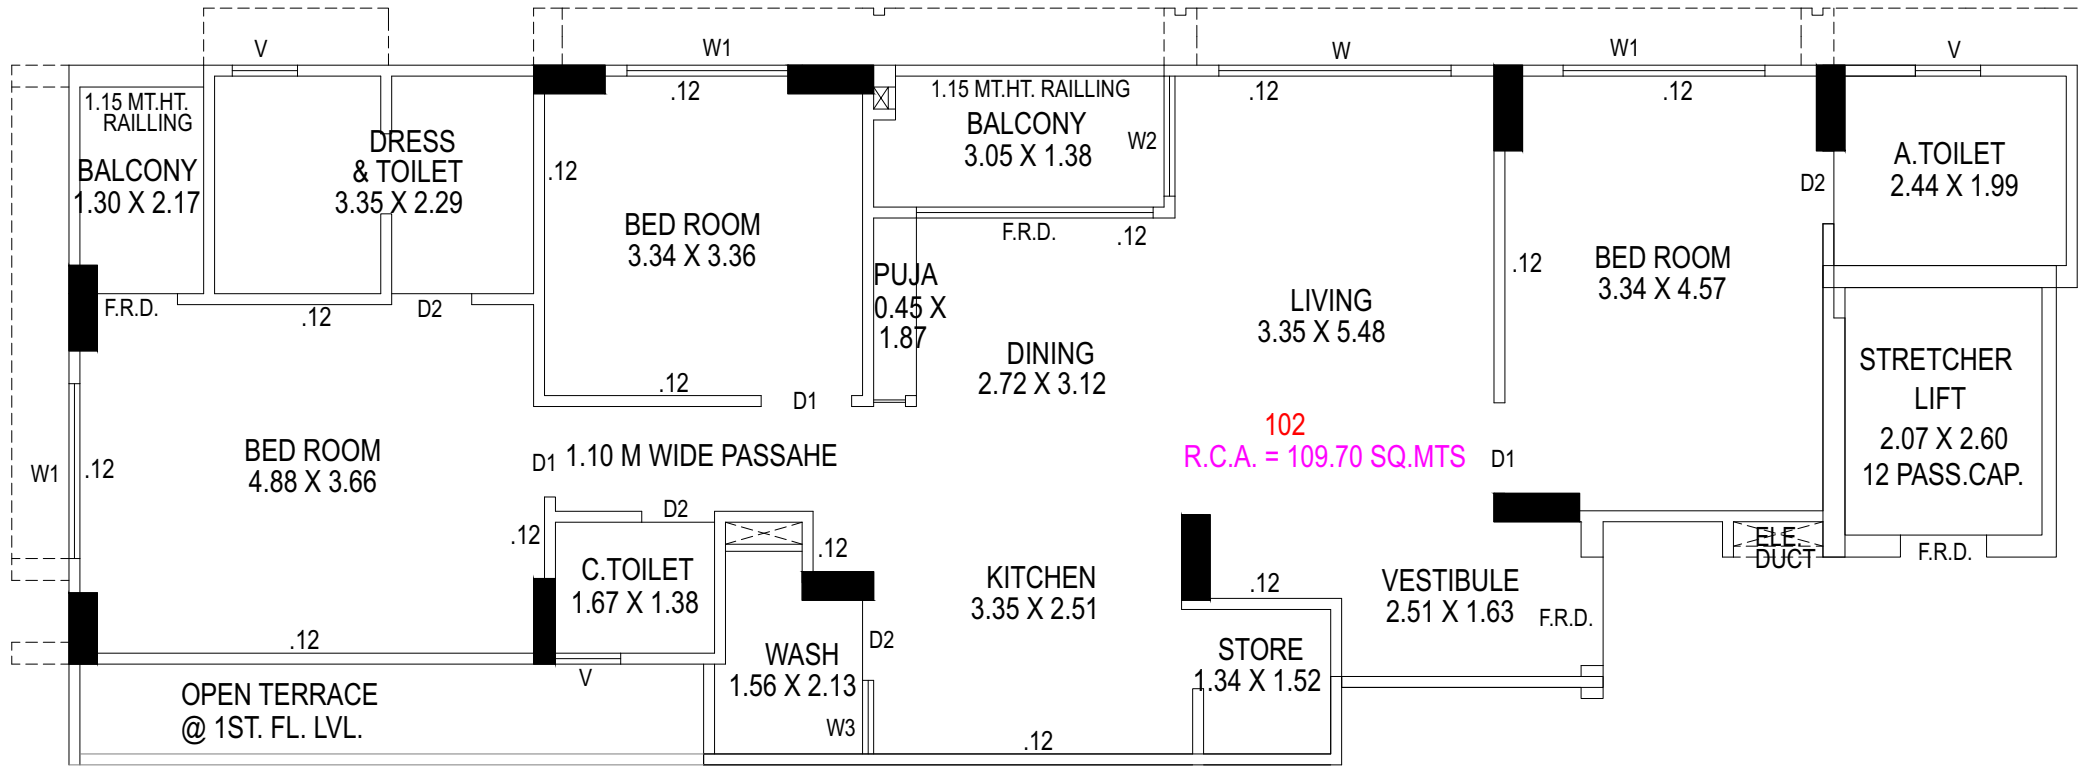 V
W1
W
W1
V
1.15 MT.HT.
RAILLING
BALCONY
1.30 X 2.17
F.R.D.
DRESS
& TOILET
3.35 X 2.29
.12
D2
.12
.12
BED ROOM
3.34 X 3.36
.12
D1
1.15 MT.HT. RAILLING
BALCONY
3.05 X 1.38
W2
F.R.D.
.12
PUJA
0.45 X
1.87
DINING
2.72 X 3.12
.12
LIVING
3.35 X 5.48
102
R.C.A. = 109.70 SQ.MTS
.12
.12
BED ROOM
3.34 X 4.57
D1
D2
A.TOILET
2.44 X 1.99
STRETCHER
LIFT
2.07 X 2.60
12 PASS.CAP.
F.R.D.
ELE.
DUCT
W1
.12
BED ROOM
4.88 X 3.66
.12
D1
1.10 M WIDE PASSAHE
D2
.12
C.TOILET
1.67 X 1.38
V
.12
WASH
1.56 X 2.13
W3
D2
KITCHEN
3.35 X 2.51
.12
.12
STORE
1.34 X 1.52
VESTIBULE
2.51 X 1.63
F.R.D.
OPEN TERRACE
@ 1ST. FL. LVL.